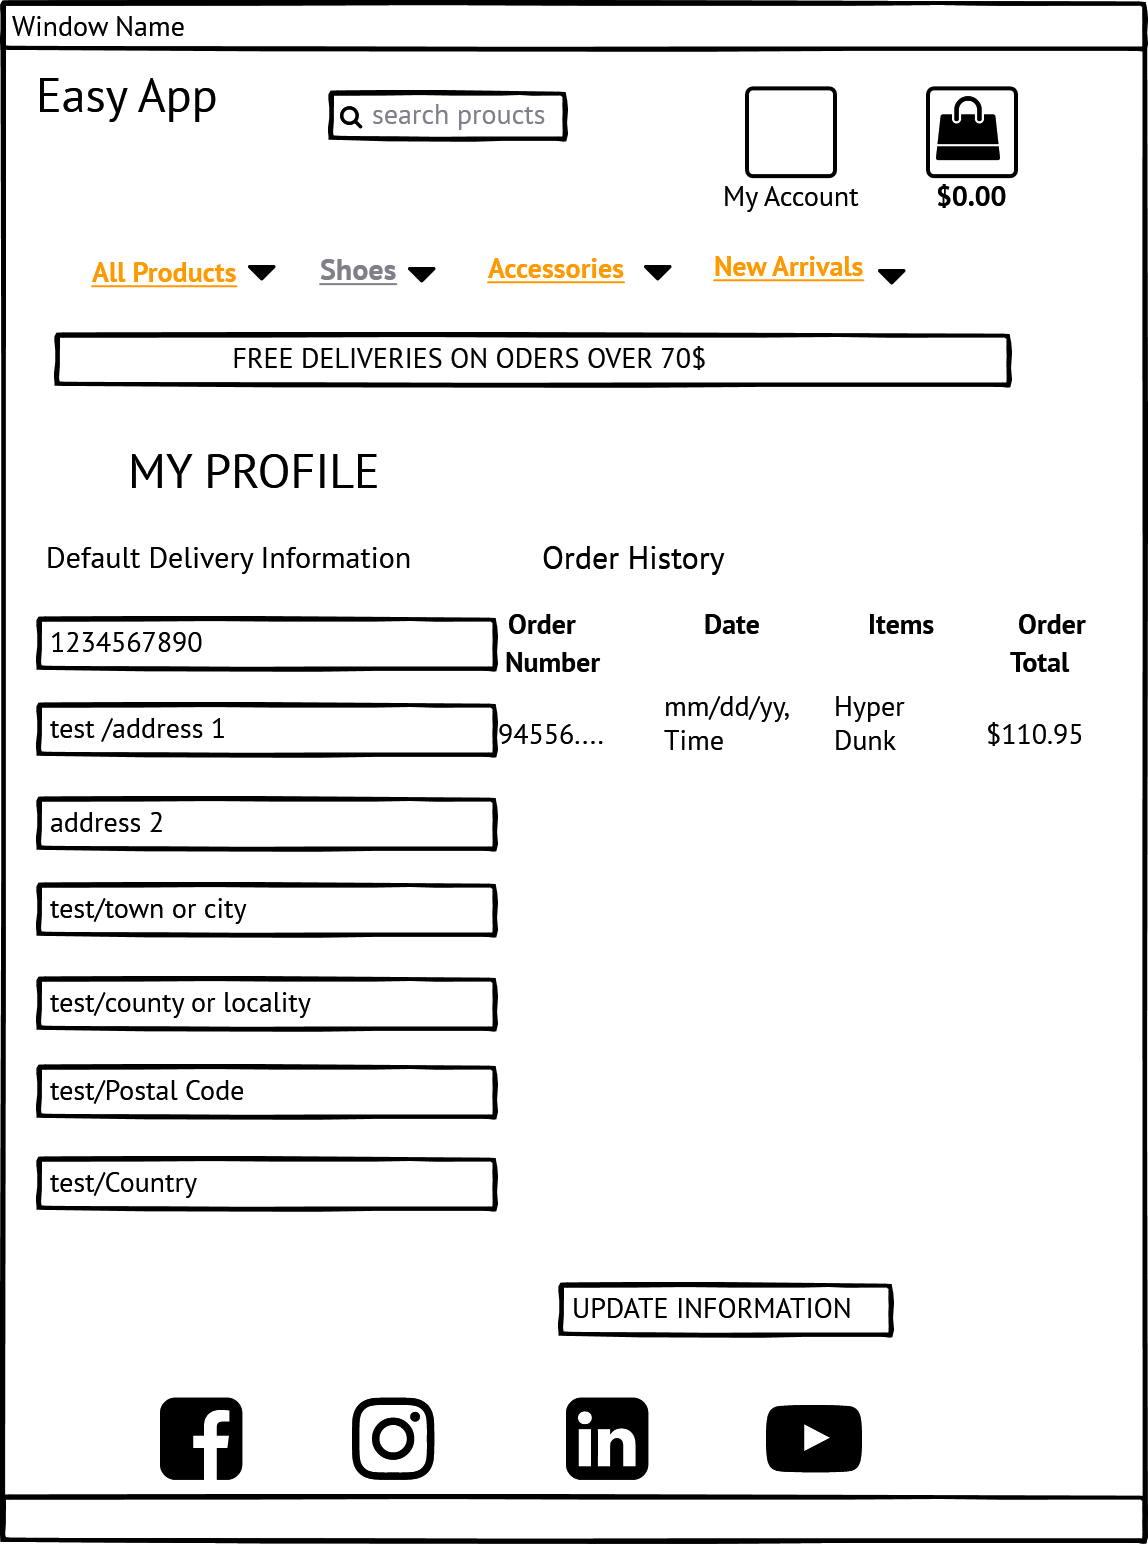 Window Name
Easy App
search proucts
My Account
$0.00
All Products
Shoes
Accessories
New Arrivals
FREE DELIVERIES ON ODERS OVER 70$
MY PROFILE
Default Delivery Information
1234567890
test /address 1
address 2
test/town or city
test/county or locality
test/Postal Code
test/Country
Order History
Order
Number
Date
Items
Order
Total
94556....
mm/dd/yy,
Time
Hyper
Dunk
$110.95
UPDATE INFORMATION